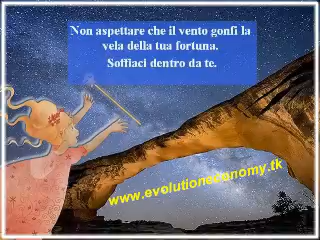 Non aspettare che il vento gonfi la
vela della tua fortuna.
Soffiaci dentro da te.
www.evolutioneconomy.tk